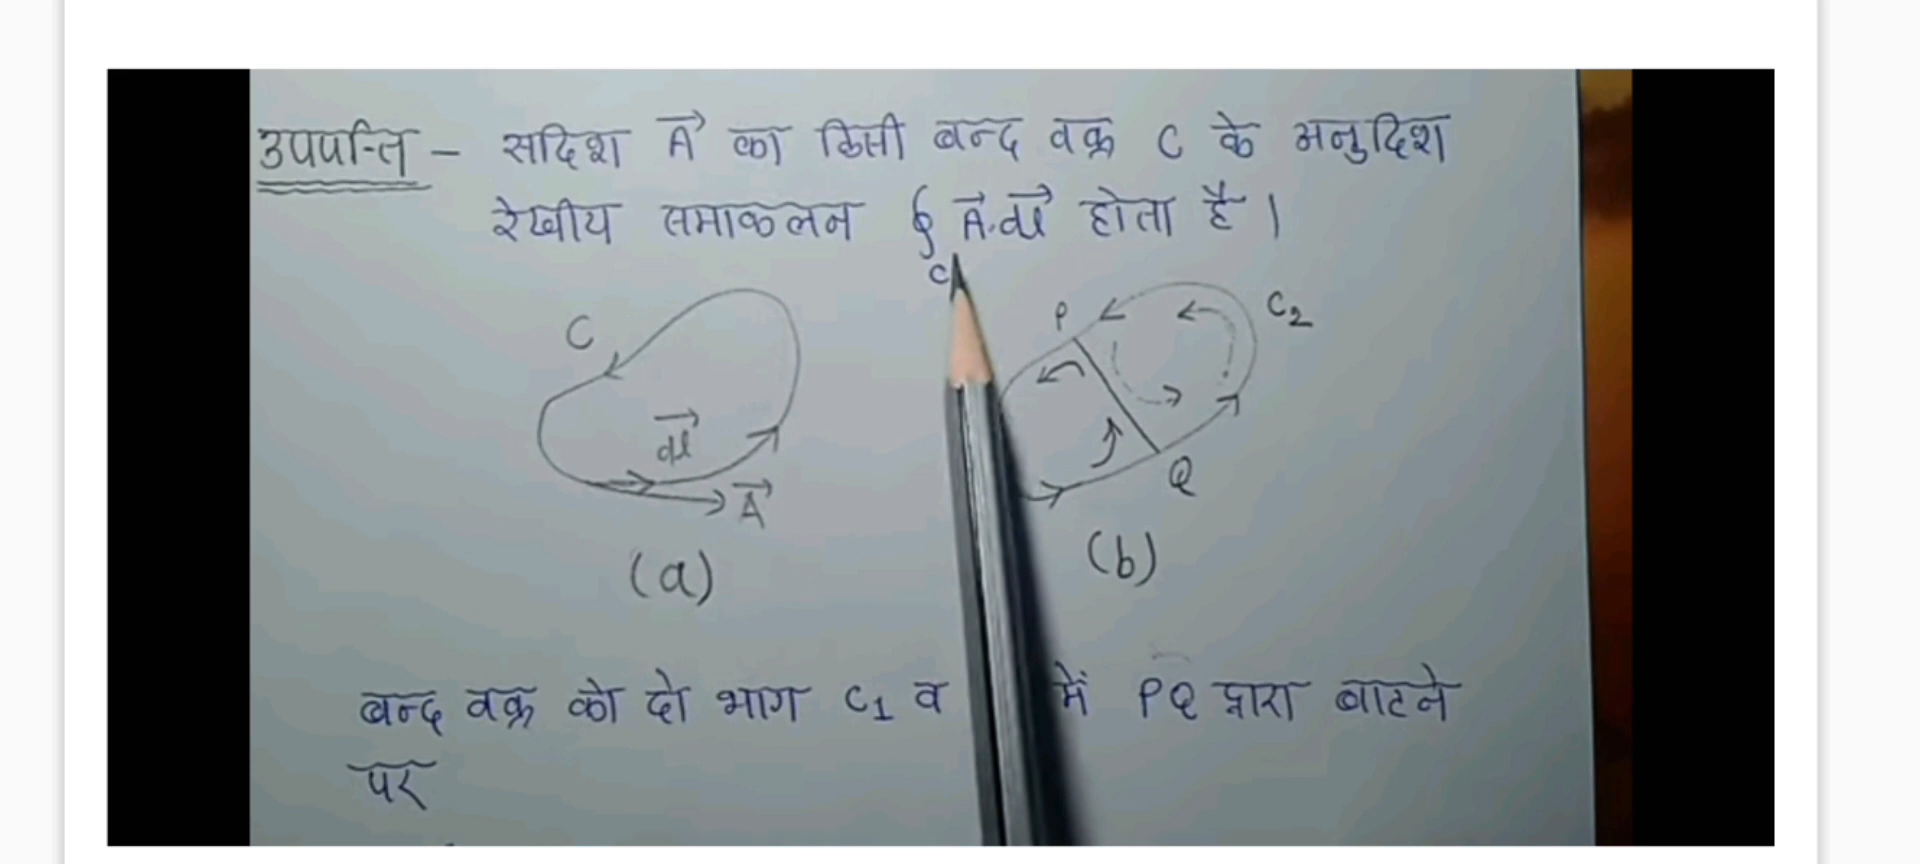 उपपत्ति - सदिश A⃗ का किसी बन्द वक्र C के अनुदिश
रेखीय समाकलन ∮ A⃗.dl⃗ होता है।
C
C
P
C₂
dl⃗
A⃗
Q
(a)
(b)
बन्द वक्र को दो भाग C₁ व में PQ द्वारा बाटने
पर